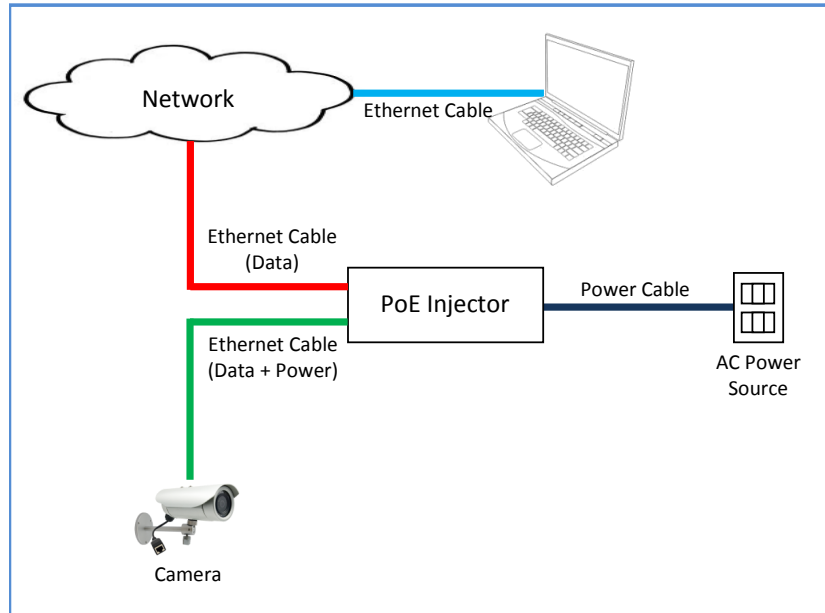 Network
Ethernet Cable
Ethernet Cable
(Data)
PoE Injector
Power Cable
Ethernet Cable
(Data + Power)
AC Power
Source
Camera